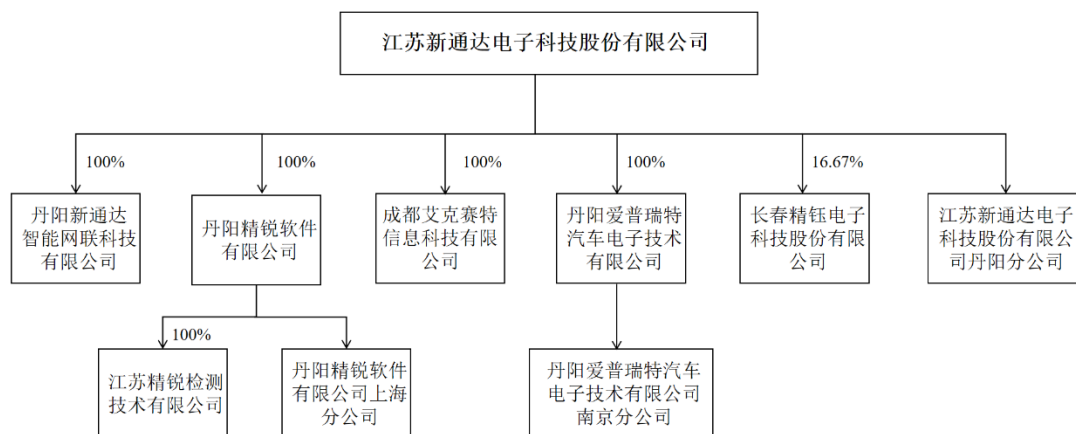 江苏新通达电子科技股份有限公司
100%
100%
100%
100%
16.67%
丹阳新通达
智能网联科技
有限公司
丹阳精锐软件
有限公司
成都艾克赛特
信息科技有限
公司
丹阳爱普瑞特
汽车电子技术
有限公司
长春精钰电子
科技股份有限
公司
江苏新通达电子
科技股份有限公
司丹阳分公司
100%
江苏精锐检测
技术有限公司
丹阳精锐软件
有限公司上海
分公司
丹阳爱普瑞特汽车
电子技术有限公司
南京分公司